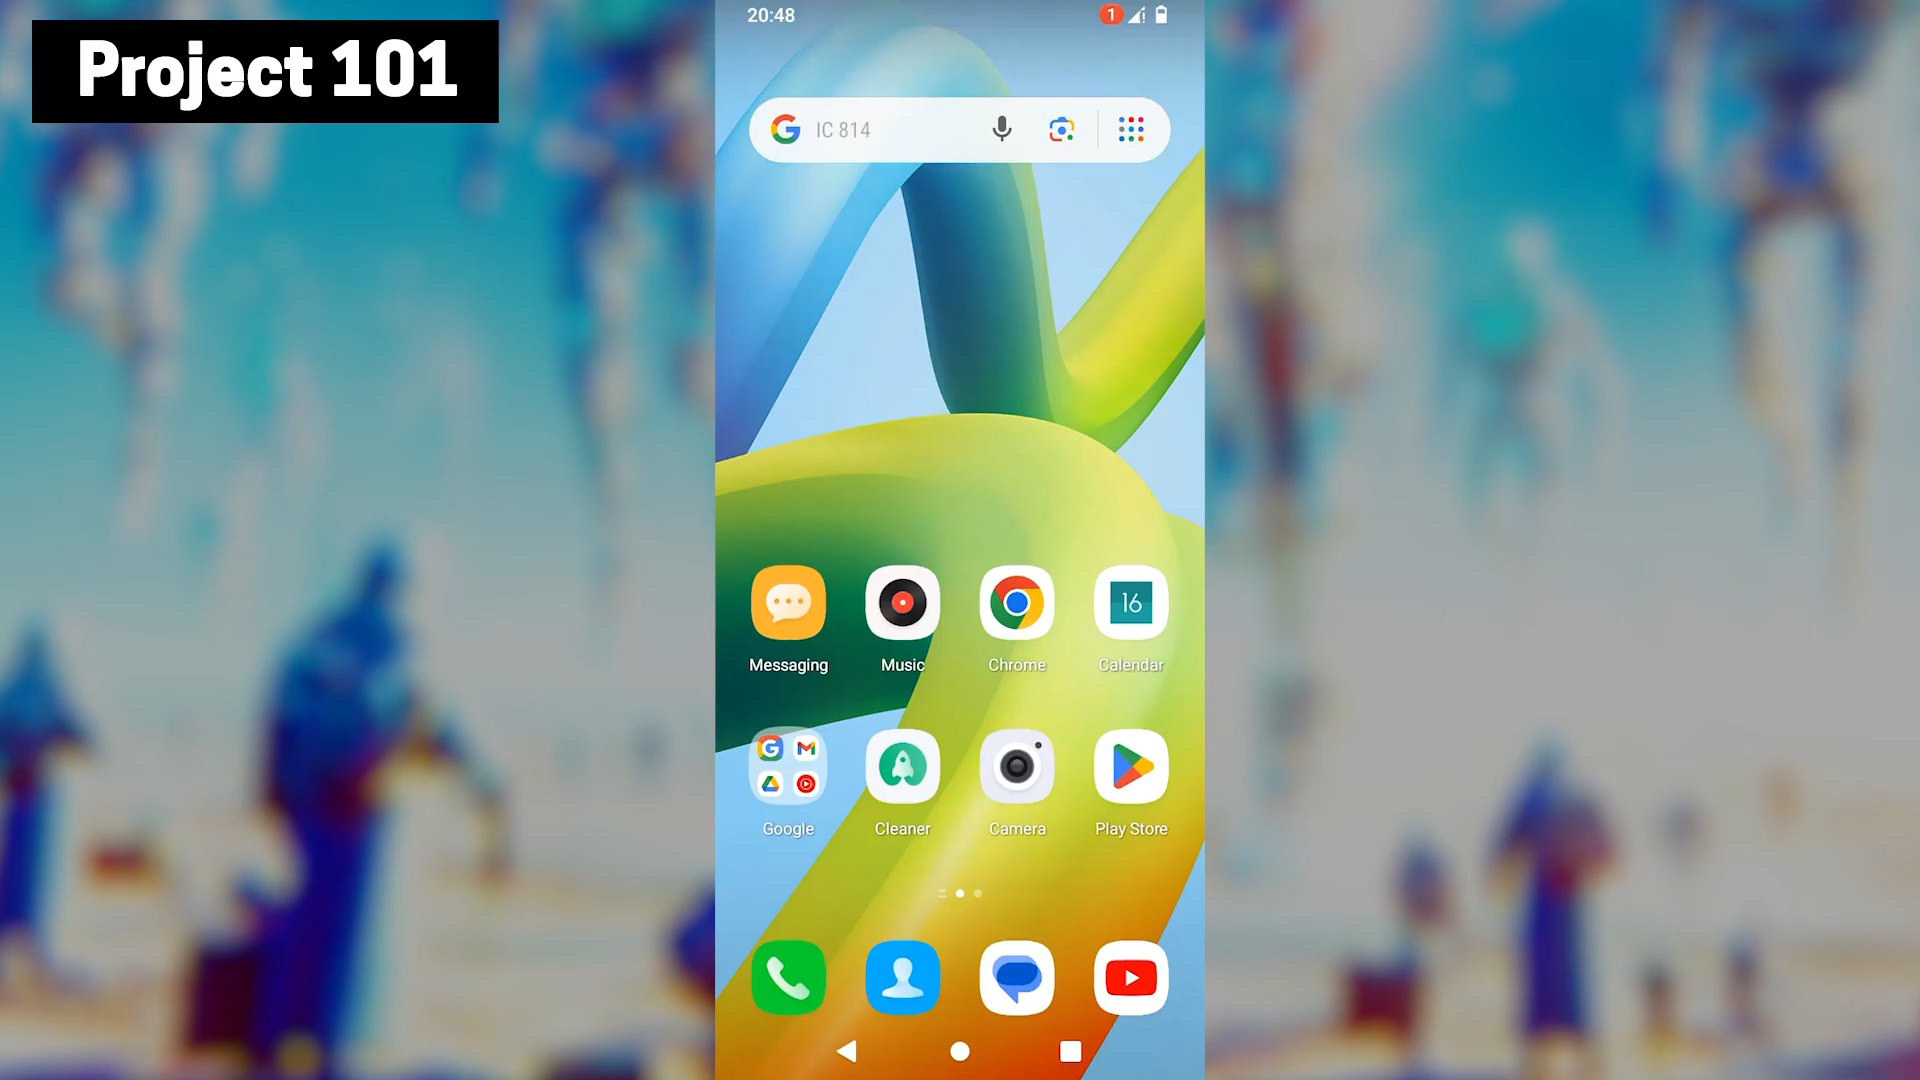 Project 101
20:48
1
IC 814
16
Messaging
Music
Chrome
Calendar
Google
Cleaner
Camera
Play Store